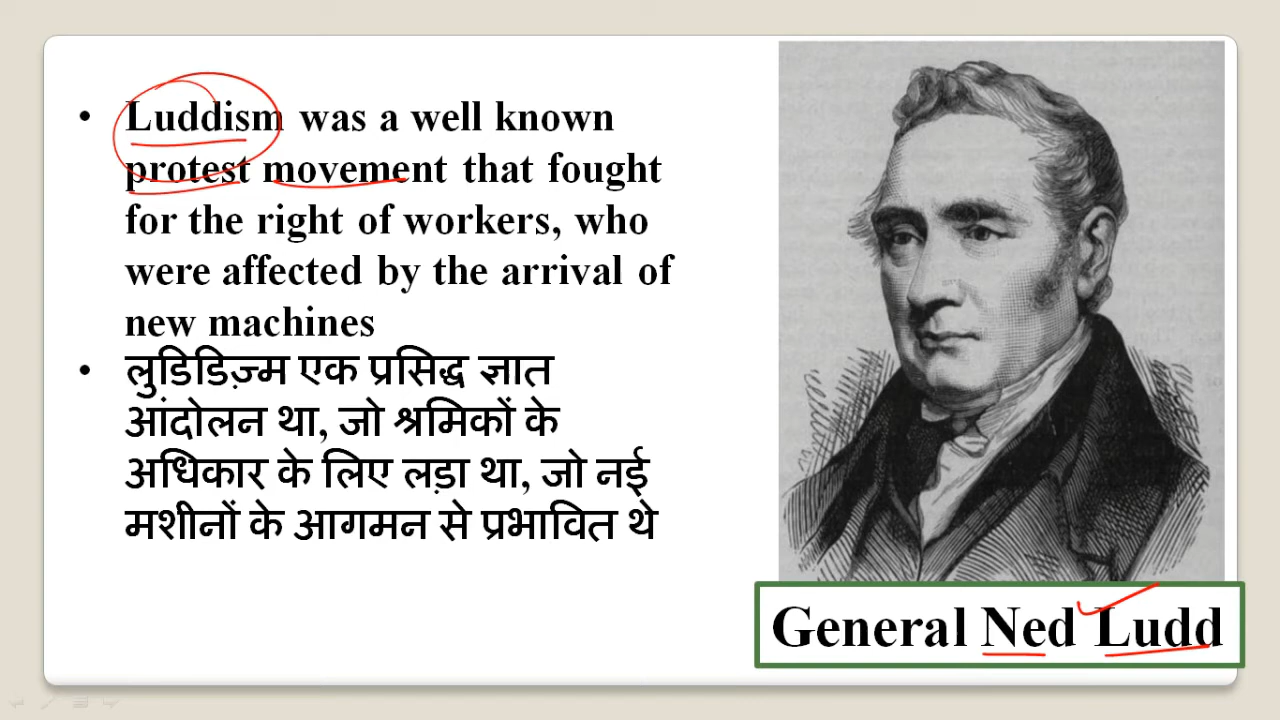 • Luddism was a well known
protest movement that fought
for the right of workers, who
were affected by the arrival of
new machines
• लुडिडिज़्म एक प्रसिद्ध ज्ञात
आंदोलन था, जो श्रमिकों के
अधिकार के लिए लड़ा था, जो नई
मशीनों के आगमन से प्रभावित थे
General Ned Ludd